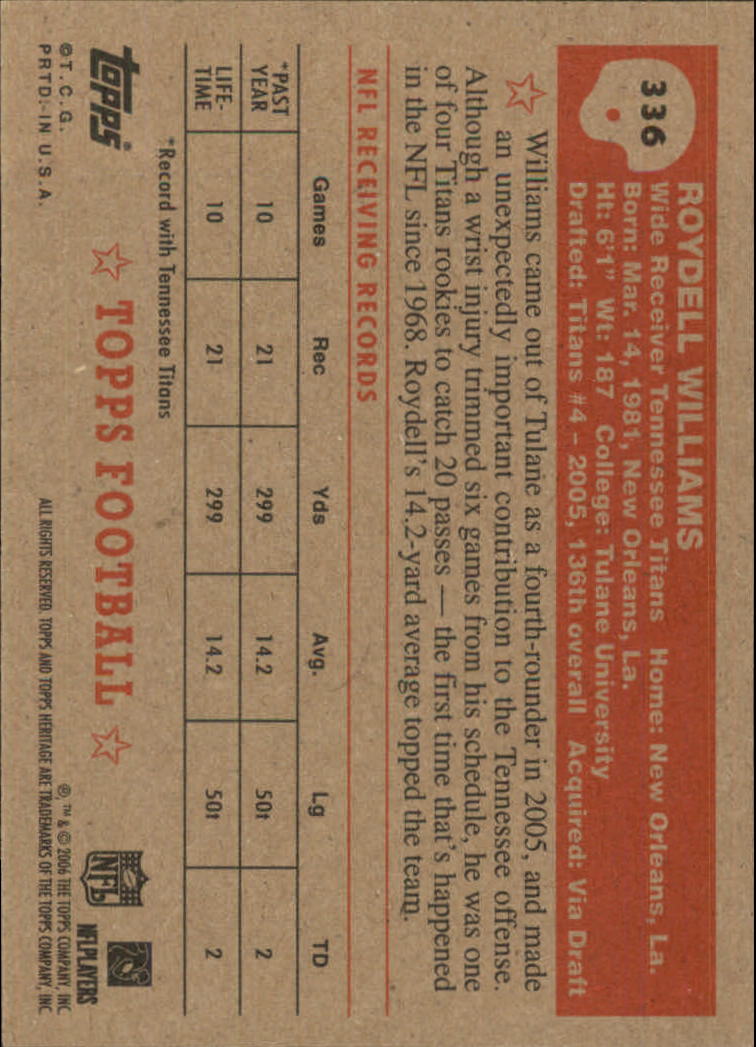 336
ROYDELL WILLIAMS
Wide Receiver Tennessee Titans Home: New Orleans, La.
Born: Mar. 14, 1981, New Orleans, La.
Ht: 6'1" Wt: 187 College: Tulane University
Drafted: Titans #4 – 2005, 136th overall Acquired: Via Draft
Williams came out of Tulane as a fourth-rounder in 2005, and made
an unexpectedly important contribution to the Tennessee offense.
Although a wrist injury trimmed six games from his schedule, he was one
of four Titans rookies to catch 20 passes — the first time that's happened
in the NFL since 1968. Roydell's 14.2-yard average topped the team.
NFL RECEIVING RECORDS
Games Rec Yds Avg. Lg TD
*PAST
YEAR 10 21 299 14.2 50t 2
LIFE-
TIME 10 21 299 14.2 50t 2
*Record with Tennessee Titans
topps®
TOPPS FOOTBALL
NFL
NFLPLAYERS
©T.C.G.
PRTD. IN U.S.A.
®, ™ & © 2006 THE TOPPS COMPANY, INC
ALL RIGHTS RESERVED. TOPPS AND TOPPS HERITAGE ARE TRADEMARKS OF THE TOPPS COMPANY, INC